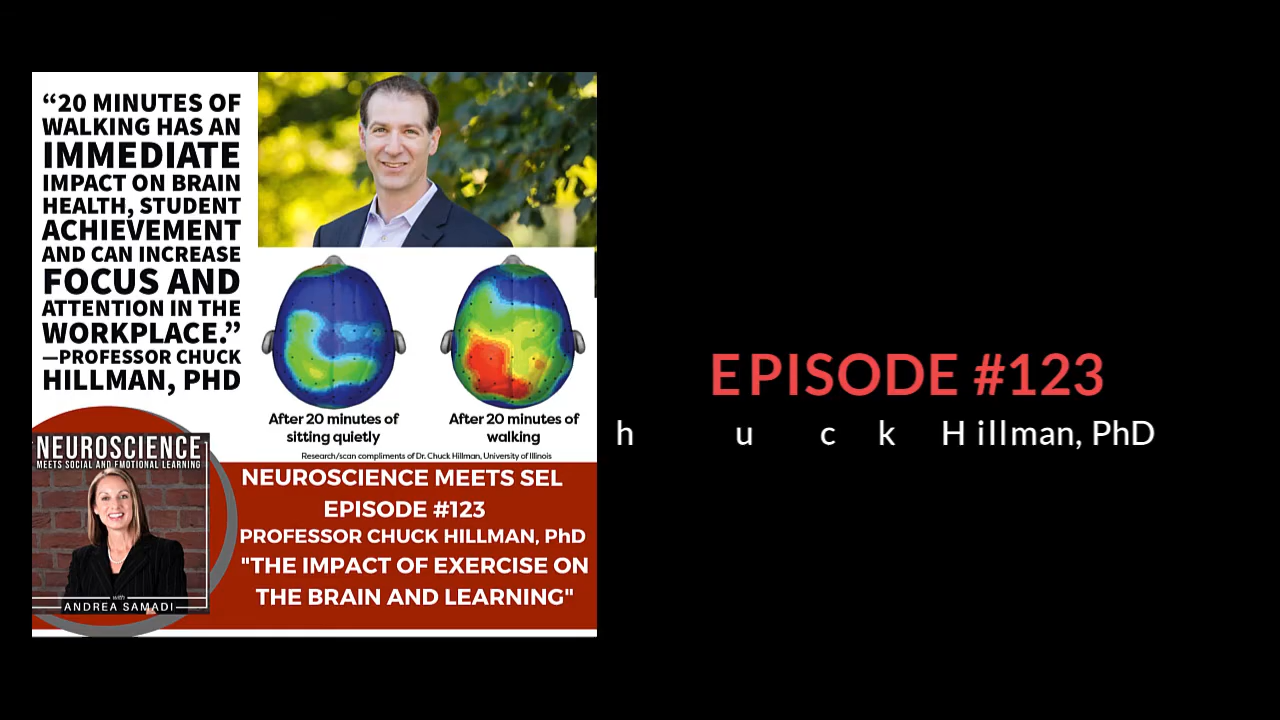 “20 MINUTES OF
WALKING HAS AN
IMMEDIATE
IMPACT ON BRAIN
HEALTH, STUDENT
ACHIEVEMENT
AND CAN INCREASE
FOCUS AND
ATTENTION IN THE
WORKPLACE.”
—PROFESSOR CHUCK
HILLMAN, PHD
After 20 minutes of
sitting quietly
After 20 minutes of
walking
Research/scan compliments of Dr. Chuck Hillman, University of Illinois
NEUROSCIENCE
MEETS SOCIAL AND EMOTIONAL LEARNING
with
ANDREA SAMADI
NEUROSCIENCE MEETS SEL
EPISODE #123
PROFESSOR CHUCK HILLMAN, PhD
"THE IMPACT OF EXERCISE ON
THE BRAIN AND LEARNING"
EPISODE #123
h u c k Hillman, PhD